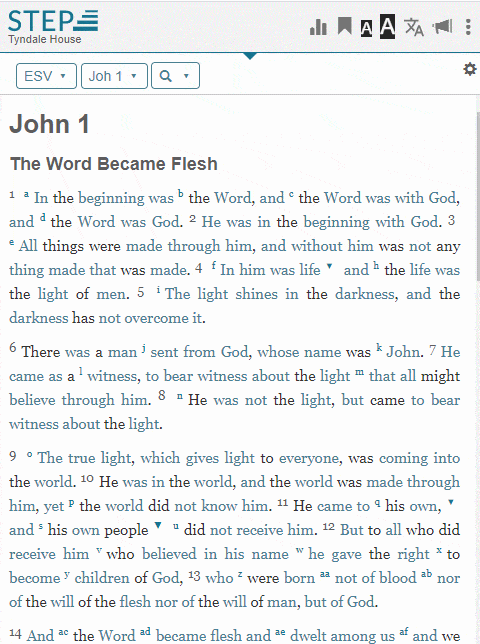 STEP
Tyndale House
A A 文A
ESV ▼ Joh 1 ▼ ▼
John 1
The Word Became Flesh
1 a In the beginning was b the Word, and c the Word was with God,
and d the Word was God. 2 He was in the beginning with God. 3
e All things were made through him, and without him was not any
thing made that was made. 4 f In him was life ▼ and h the life was
the light of men. 5 i The light shines in the darkness, and the
darkness has not overcome it.
6 There was a man j sent from God, whose name was k John. 7 He
came as a l witness, to bear witness about the light m that all might
believe through him. 8 n He was not the light, but came to bear
witness about the light.
9 o The true light, which gives light to everyone, was coming into
the world. 10 He was in the world, and the world was made through
him, yet p the world did not know him. 11 He came to q his own, ▼
and s his own people ▼ u did not receive him. 12 But to all who did
receive him v who believed in his name w he gave the right x to
become y children of God, 13 who z were born aa not of blood ab nor
of the will of the flesh nor of the will of man, but of God.
14 And ac the Word ad became flesh and ae dwelt among us af and we